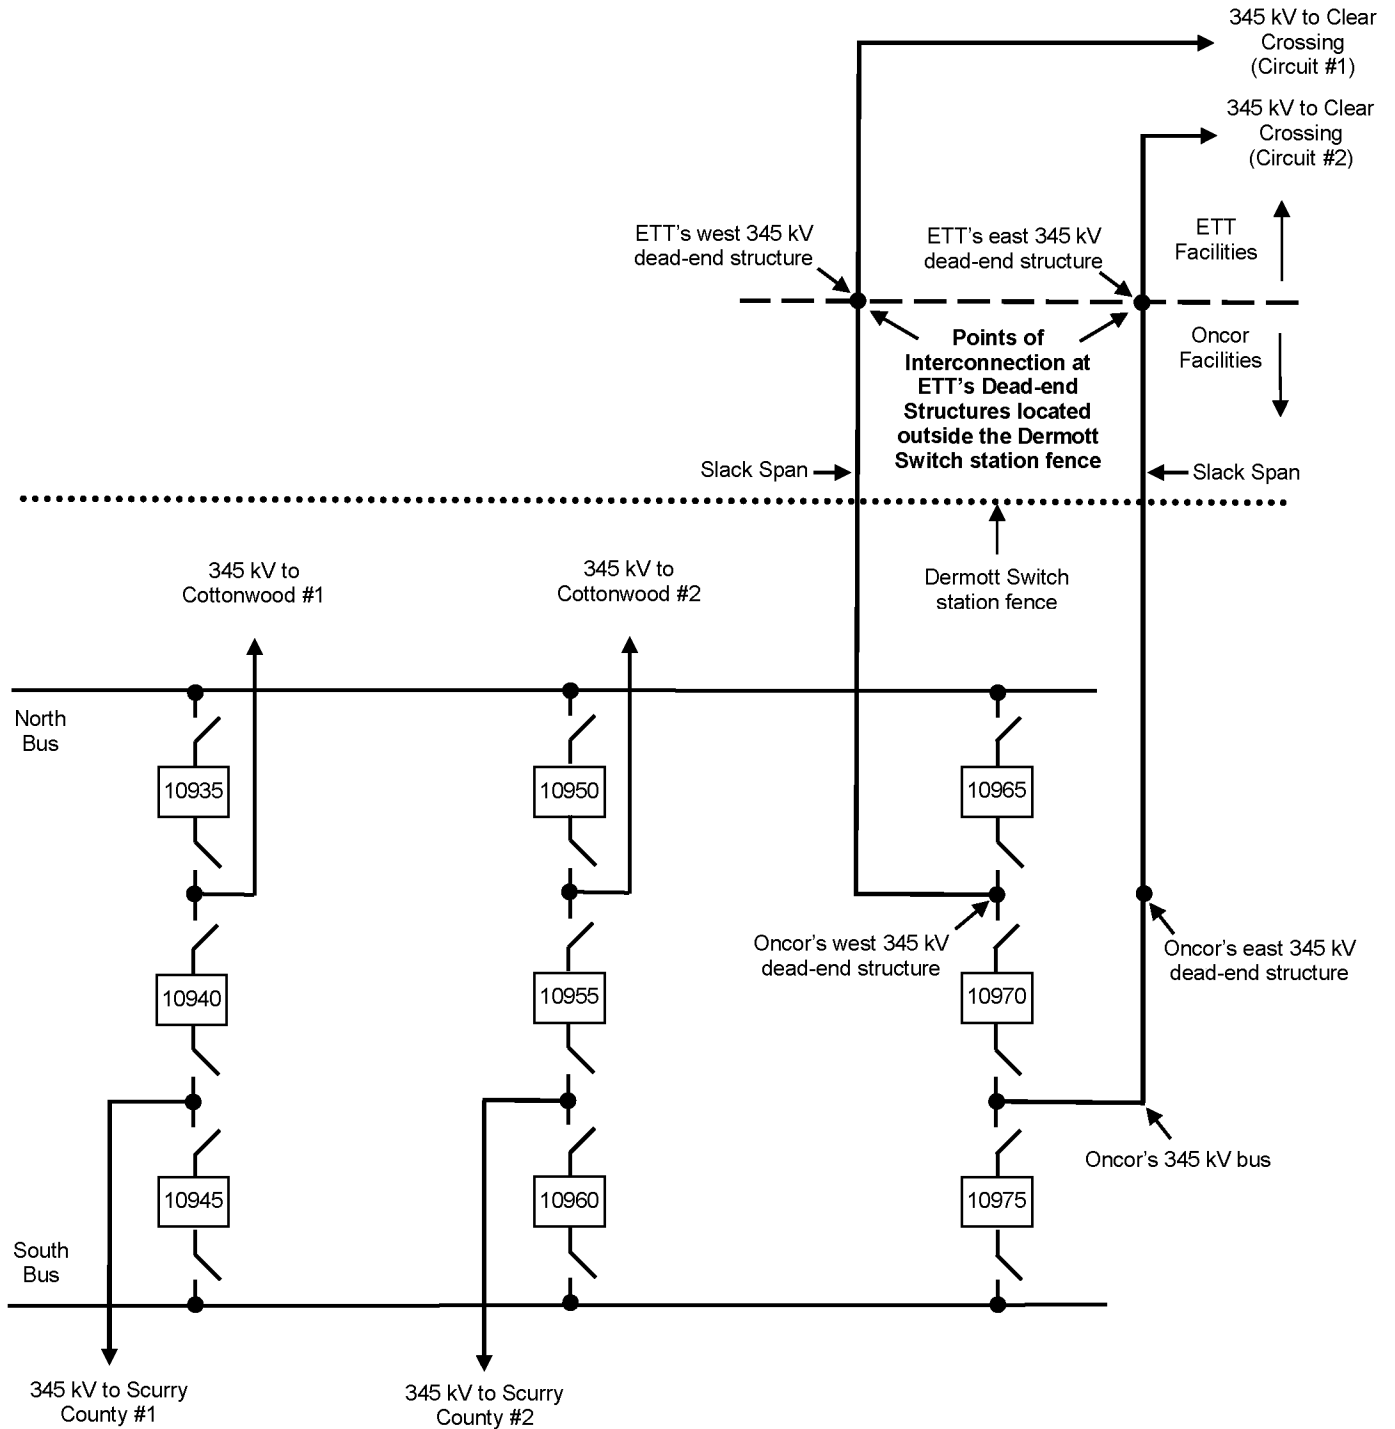 345 kV to Clear
Crossing
(Circuit #1)
345 kV to Clear
Crossing
(Circuit #2)
ETT's west 345 kV
dead-end structure
ETT's east 345 kV
dead-end structure
ETT
Facilities
Oncor
Facilities
Points of
Interconnection at
ETT's Dead-end
Structures located
outside the Dermott
Switch station fence
Slack Span
Slack Span
Dermott Switch
station fence
345 kV to
Cottonwood #1
345 kV to
Cottonwood #2
North
Bus
10935
10950
10965
Oncor's west 345 kV
dead-end structure
Oncor's east 345 kV
dead-end structure
10940
10955
10970
Oncor's 345 kV bus
10945
10960
10975
South
Bus
345 kV to Scurry
County #1
345 kV to Scurry
County #2